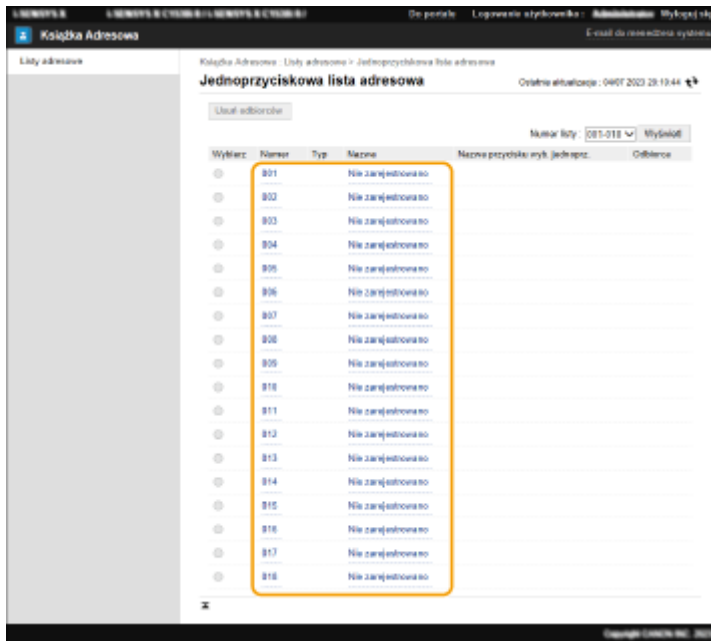 Do portalu Logowanie użytkownika : Wyloguj się
Książka Adresowa
E-mail do menedżera systemu
Listy adresowe
Książka Adresowa : Listy adresowe > Jednoprzyciskowa lista adresowa
Jednoprzyciskowa lista adresowa
Ostatnia aktualizacja : 04/07 2023
Usuń odbiorców
Numer listy : 001-018 Wyświetl
Wybierz Numer Typ Nazwa Nazwa przycisku wyb. jednoprz. Odbiorca
001 Nie zarejestrowano
002 Nie zarejestrowano
003 Nie zarejestrowano
004 Nie zarejestrowano
005 Nie zarejestrowano
006 Nie zarejestrowano
007 Nie zarejestrowano
008 Nie zarejestrowano
009 Nie zarejestrowano
010 Nie zarejestrowano
011 Nie zarejestrowano
012 Nie zarejestrowano
013 Nie zarejestrowano
014 Nie zarejestrowano
015 Nie zarejestrowano
016 Nie zarejestrowano
017 Nie zarejestrowano
018 Nie zarejestrowano
Copyright CANON INC.